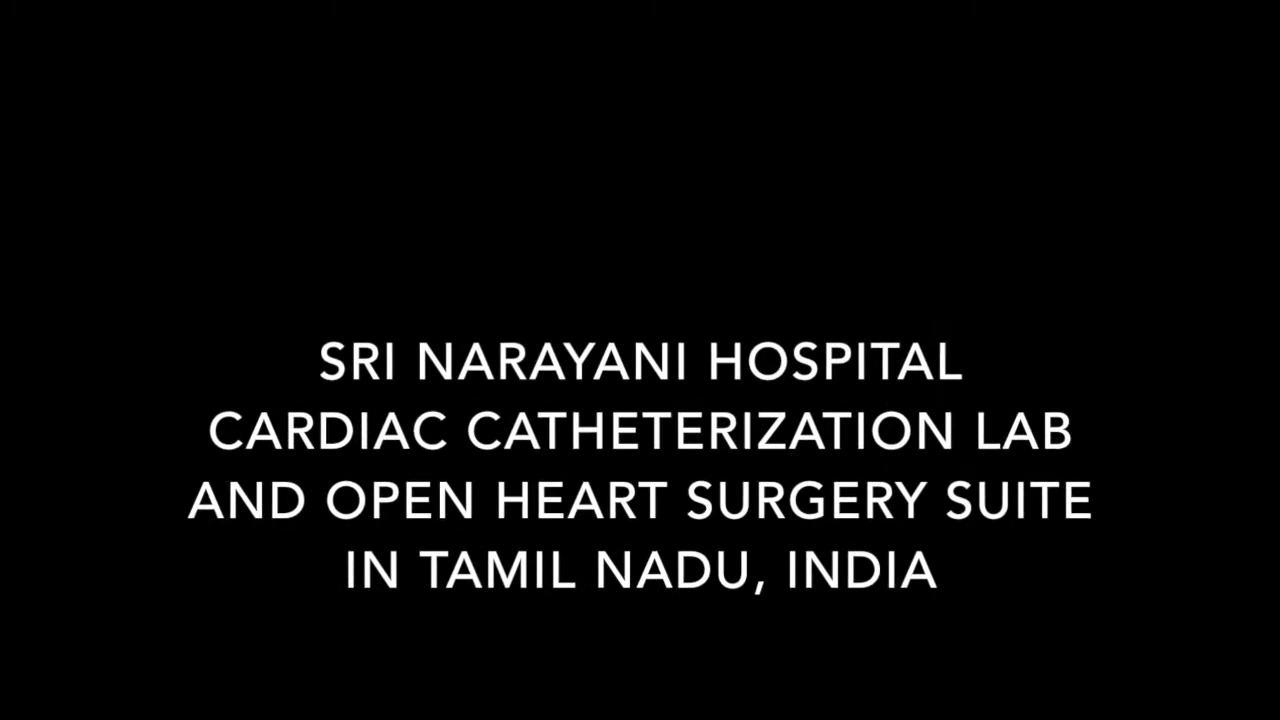 SRI NARAYANI HOSPITAL
CARDIAC CATHETERIZATION LAB
AND OPEN HEART SURGERY SUITE
IN TAMIL NADU, INDIA